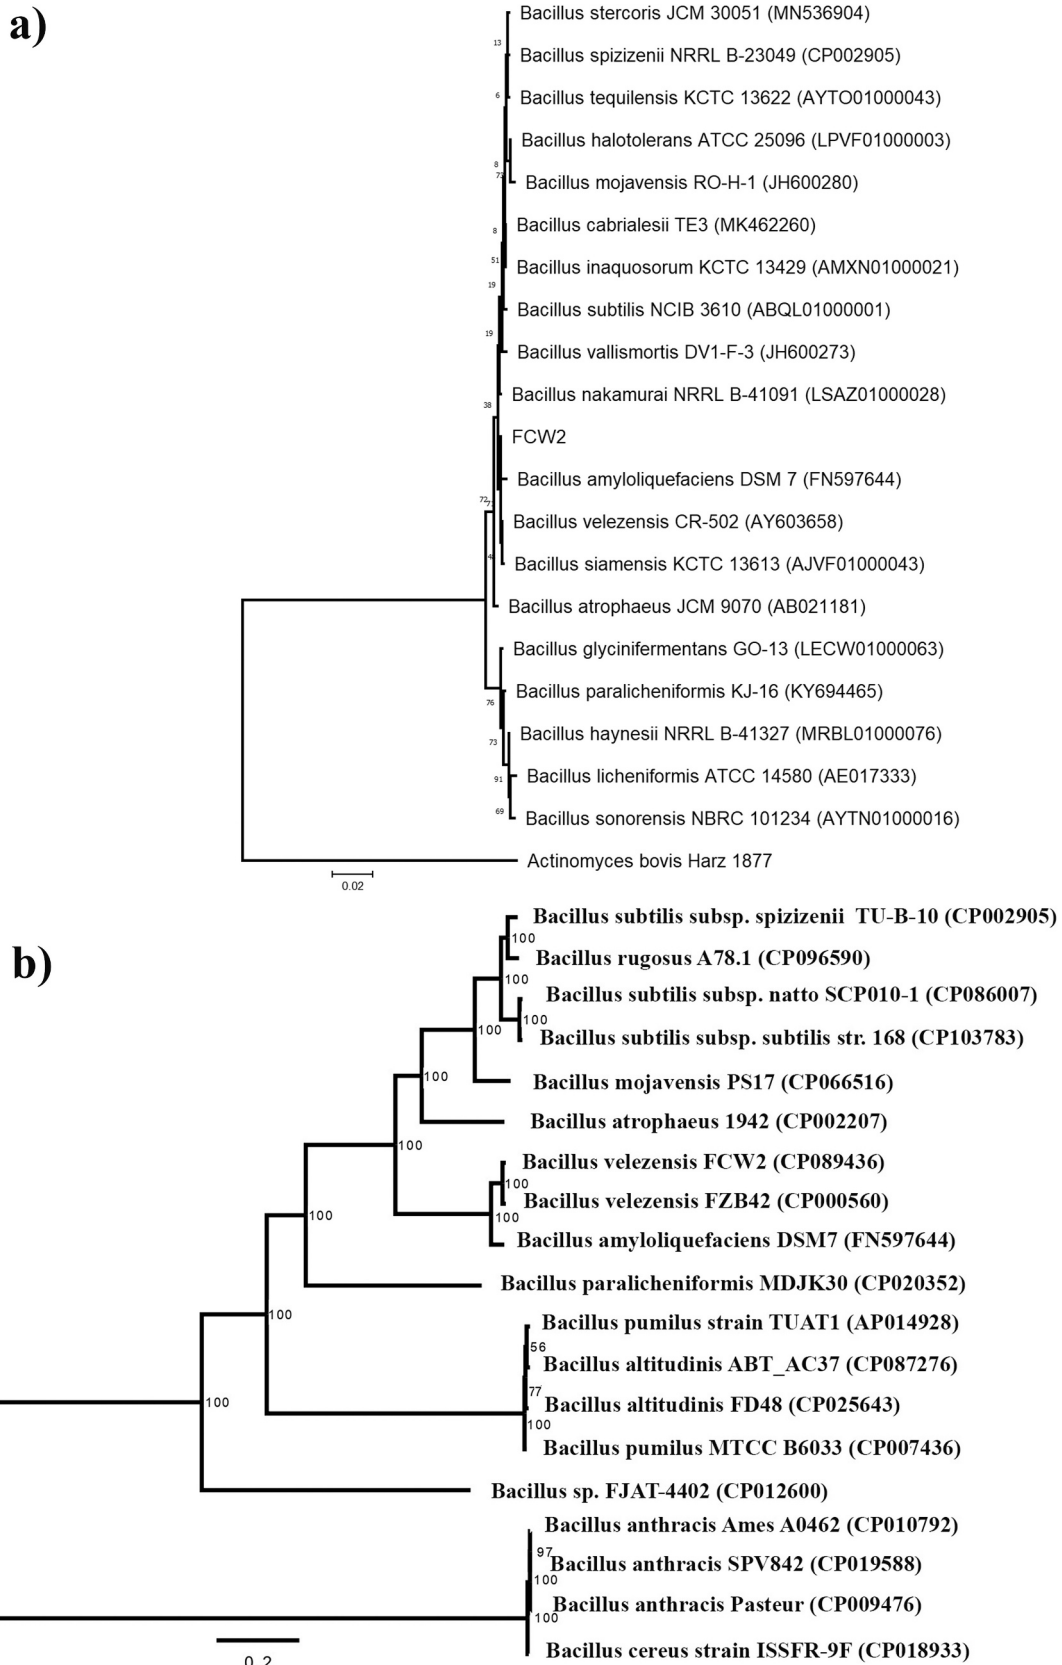 a)
Bacillus stercoris JCM 30051 (MN536904)
13
Bacillus spizizenii NRRL B-23049 (CP002905)
6
Bacillus tequilensis KCTC 13622 (AYTO01000043)
Bacillus halotolerans ATCC 25096 (LPVF01000003)
8
Bacillus mojavensis RO-H-1 (JH600280)
Bacillus cabrialesii TE3 (MK462260)
8
51
Bacillus inaquosorum KCTC 13429 (AMXN01000021)
19
Bacillus subtilis NCIB 3610 (ABQL01000001)
19
Bacillus vallismortis DV1-F-3 (JH600273)
Bacillus nakamurai NRRL B-41091 (LSAZ01000028)
38
FCW2
Bacillus amyloliquefaciens DSM 7 (FN597644)
72
Bacillus velezensis CR-502 (AY603658)
Bacillus siamensis KCTC 13613 (AJVF01000043)
Bacillus atrophaeus JCM 9070 (AB021181)
Bacillus glycinifermentans GO-13 (LECW01000063)
Bacillus paralicheniformis KJ-16 (KY694465)
76
Bacillus haynesii NRRL B-41327 (MRBL01000076)
73
Bacillus licheniformis ATCC 14580 (AE017333)
91
69
Bacillus sonorensis NBRC 101234 (AYTN01000016)
Actinomyces bovis Harz 1877
0.02
b)
Bacillus subtilis subsp. spizizenii TU-B-10 (CP002905)
100
Bacillus rugosus A78.1 (CP096590)
100
Bacillus subtilis subsp. natto SCP010-1 (CP086007)
100
100
Bacillus subtilis subsp. subtilis str. 168 (CP103783)
100
Bacillus mojavensis PS17 (CP066516)
Bacillus atrophaeus 1942 (CP002207)
100
Bacillus velezensis FCW2 (CP089436)
100
Bacillus velezensis FZB42 (CP000560)
100
100
Bacillus amyloliquefaciens DSM7 (FN597644)
Bacillus paralicheniformis MDJK30 (CP020352)
100
Bacillus pumilus strain TUAT1 (AP014928)
56
Bacillus altitudinis ABT_AC37 (CP087276)
77
100
Bacillus altitudinis FD48 (CP025643)
100
Bacillus pumilus MTCC B6033 (CP007436)
Bacillus sp. FJAT-4402 (CP012600)
Bacillus anthracis Ames A0462 (CP010792)
97
Bacillus anthracis SPV842 (CP019588)
100
Bacillus anthracis Pasteur (CP009476)
100
Bacillus cereus strain ISSFR-9F (CP018933)
0.2